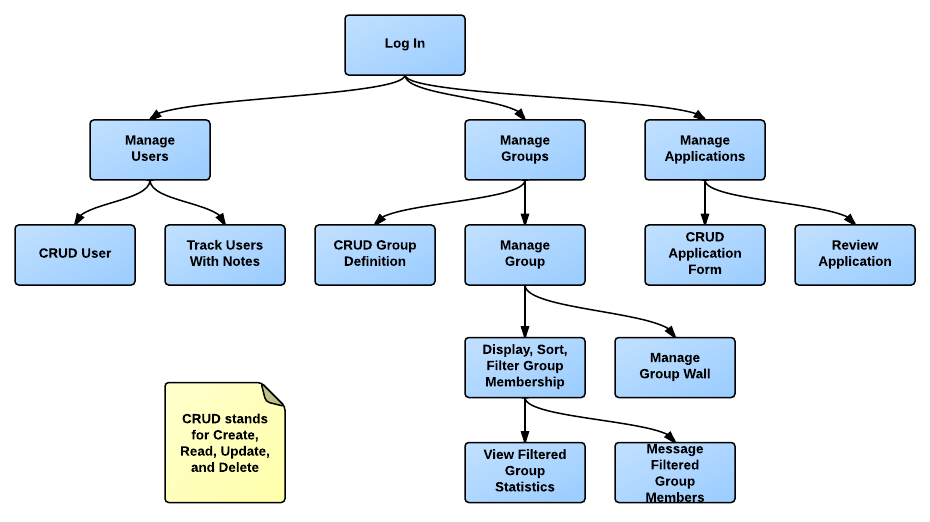 Log In
Manage
Users
Manage
Groups
Manage
Applications
CRUD User
Track Users
With Notes
CRUD Group
Definition
Manage
Group
CRUD
Application
Form
Review
Application
Display, Sort,
Filter Group
Membership
Manage
Group Wall
CRUD stands
for Create,
Read, Update,
and Delete
View Filtered
Group
Statistics
Message
Filtered
Group
Members